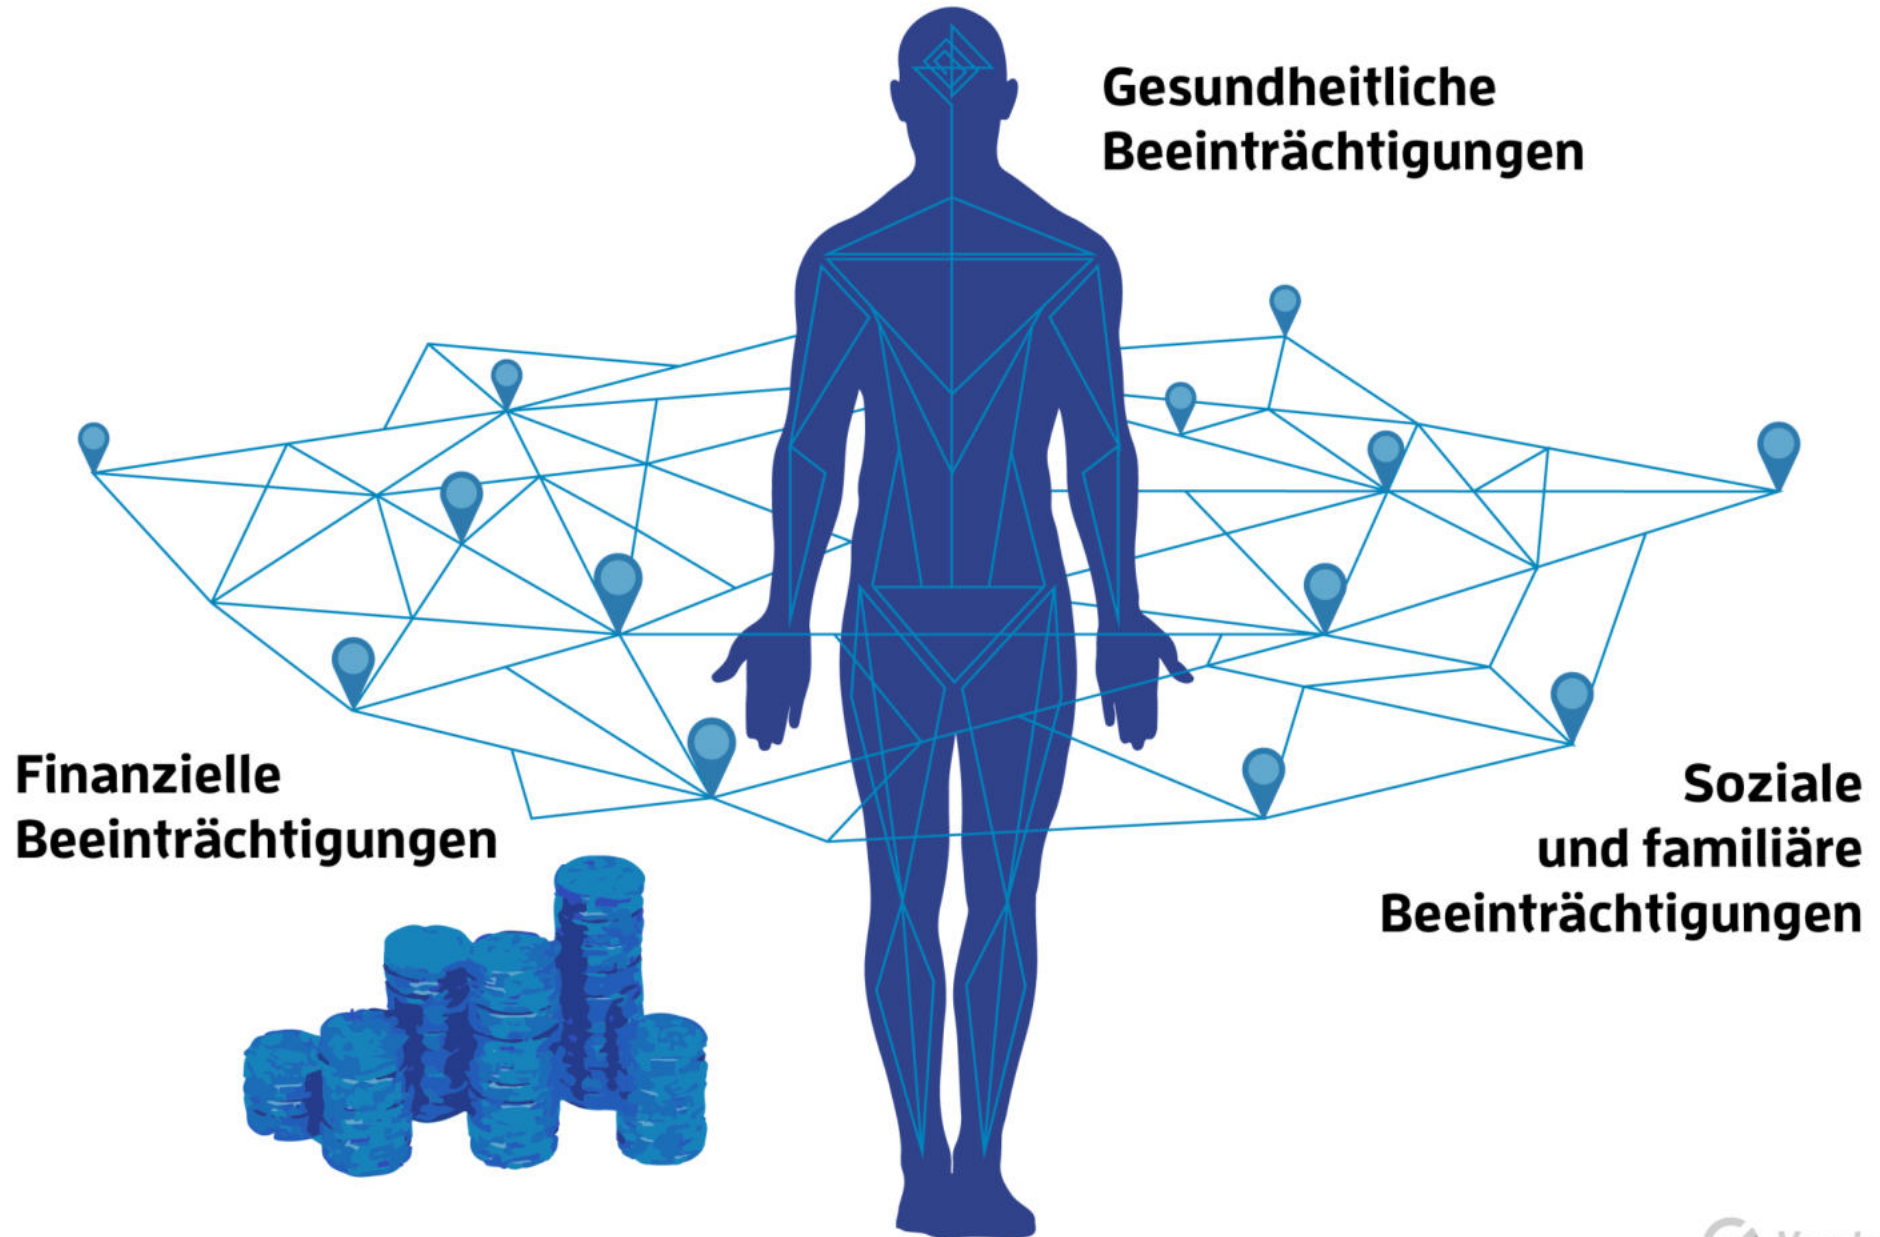 Gesundheitliche
Beeinträchtigungen
Finanzielle
Beeinträchtigungen
Soziale
und familiäre
Beeinträchtigungen